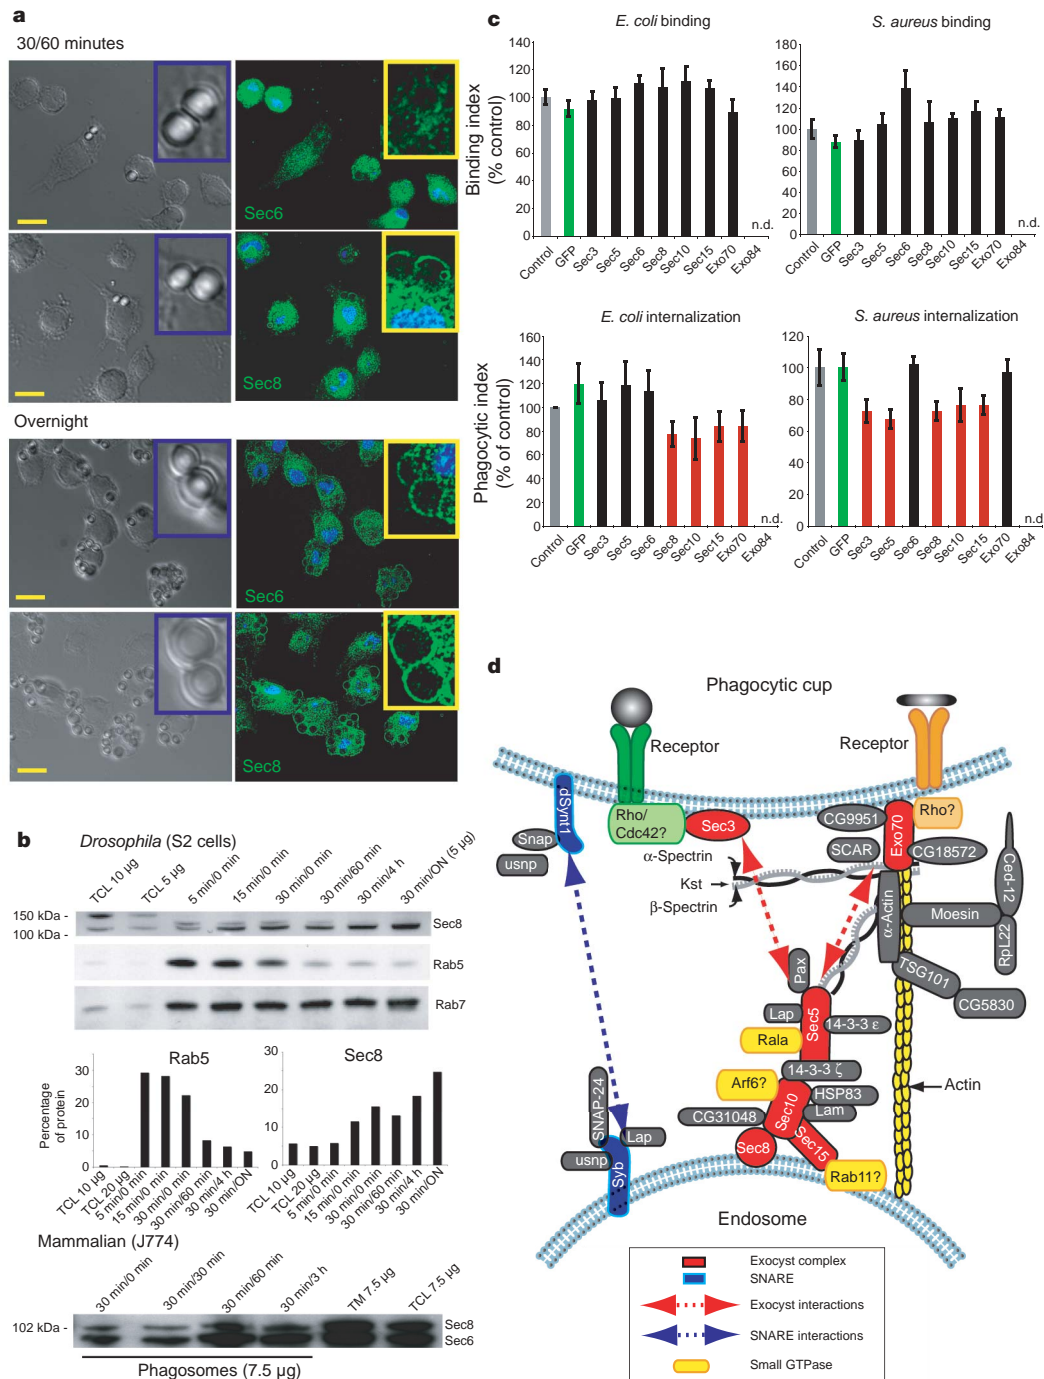 a
30/60 minutes
Sec6
Sec8
Overnight
Sec6
Sec8
b
Drosophila (S2 cells)
TCL 10 µg
TCL 5 µg
5 min/0 min
15 min/0 min
30 min/0 min
30 min/60 min
30 min/4 h
30 min/ON (5 µg)
150 kDa -
100 kDa -
Sec8
Rab5
Rab7
Rab5
Percentage of protein
30
20
10
0
TCL 10 µg
TCL 20 µg
5 min/0 min
15 min/0 min
30 min/0 min
30 min/60 min
30 min/4 h
30 min/ON
Sec8
30
20
10
0
TCL 10 µg
TCL 20 µg
5 min/0 min
15 min/0 min
30 min/0 min
30 min/60 min
30 min/4 h
30 min/ON
Mammalian (J774)
30 min/0 min
30 min/30 min
30 min/60 min
30 min/3 h
TM 7.5 µg
TCL 7.5 µg
102 kDa -
Sec8
Sec6
Phagosomes (7.5 µg)
c
E. coli binding
Binding index
(% control)
140
120
100
80
60
40
20
0
n.d.
Control
GFP
Sec3
Sec5
Sec6
Sec8
Sec10
Sec15
Exo70
Exo84
S. aureus binding
180
160
140
120
100
80
60
40
20
0
n.d.
Control
GFP
Sec3
Sec5
Sec6
Sec8
Sec10
Sec15
Exo70
Exo84
E. coli internalization
Phagocytic index
(% of control)
160
140
120
100
80
60
40
20
0
n.d.
Control
GFP
Sec3
Sec5
Sec6
Sec8
Sec10
Sec15
Exo70
Exo84
S. aureus internalization
120
100
80
60
40
20
0
n.d.
Control
GFP
Sec3
Sec5
Sec6
Sec8
Sec10
Sec15
Exo70
Exo84
d
Phagocytic cup
Receptor
Receptor
dSynt1
Snap
usnp
Rho/
Cdc42?
Sec3
CG9951
Exo70
Rho?
SCAR
CG18572
α-Spectrin
Kst
β-Spectrin
α-Actin
Moesin
Ced-12
RpL22
TSG101
CG5830
Pax
Lap
Sec5
14-3-3 ε
Rala
14-3-3 ζ
Arf6?
Sec10
HSP83
Lam
CG31048
Sec8
Sec15
Rab11?
Actin
SNAP-24
Lap
usnp
Syb
Endosome
Exocyst complex
SNARE
Exocyst interactions
SNARE interactions
Small GTPase